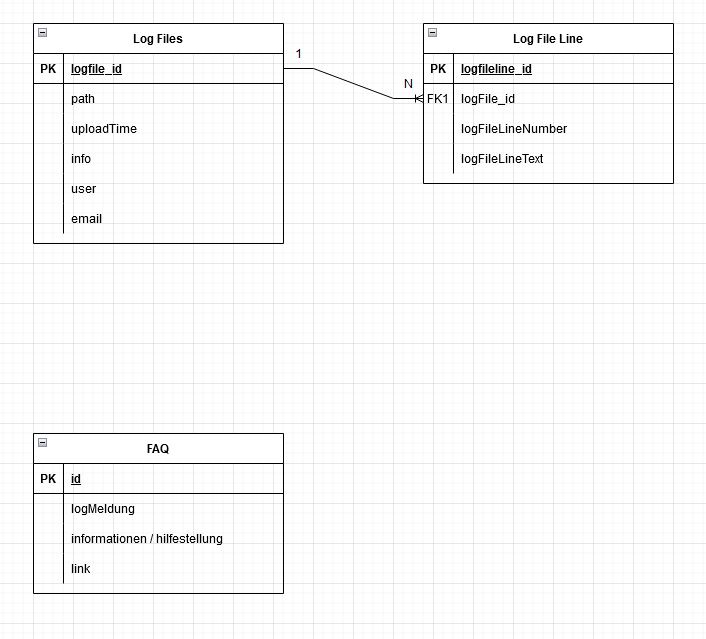 Log Files
PK logfile_id
path
uploadTime
info
user
email
1
N
Log File Line
PK logfileline_id
FK1 logFile_id
logFileLineNumber
logFileLineText
FAQ
PK id
logMeldung
informationen / hilfestellung
link